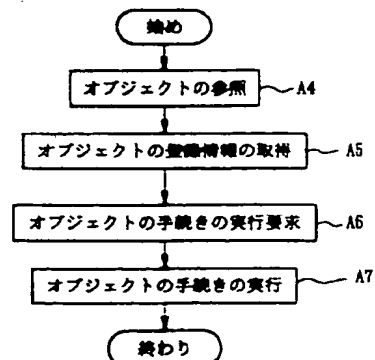 始め
オブジェクトの参照
A4
オブジェクトの登録情報の取得
A5
オブジェクトの手続きの実行要求
A6
オブジェクトの手続きの実行
A7
終わり